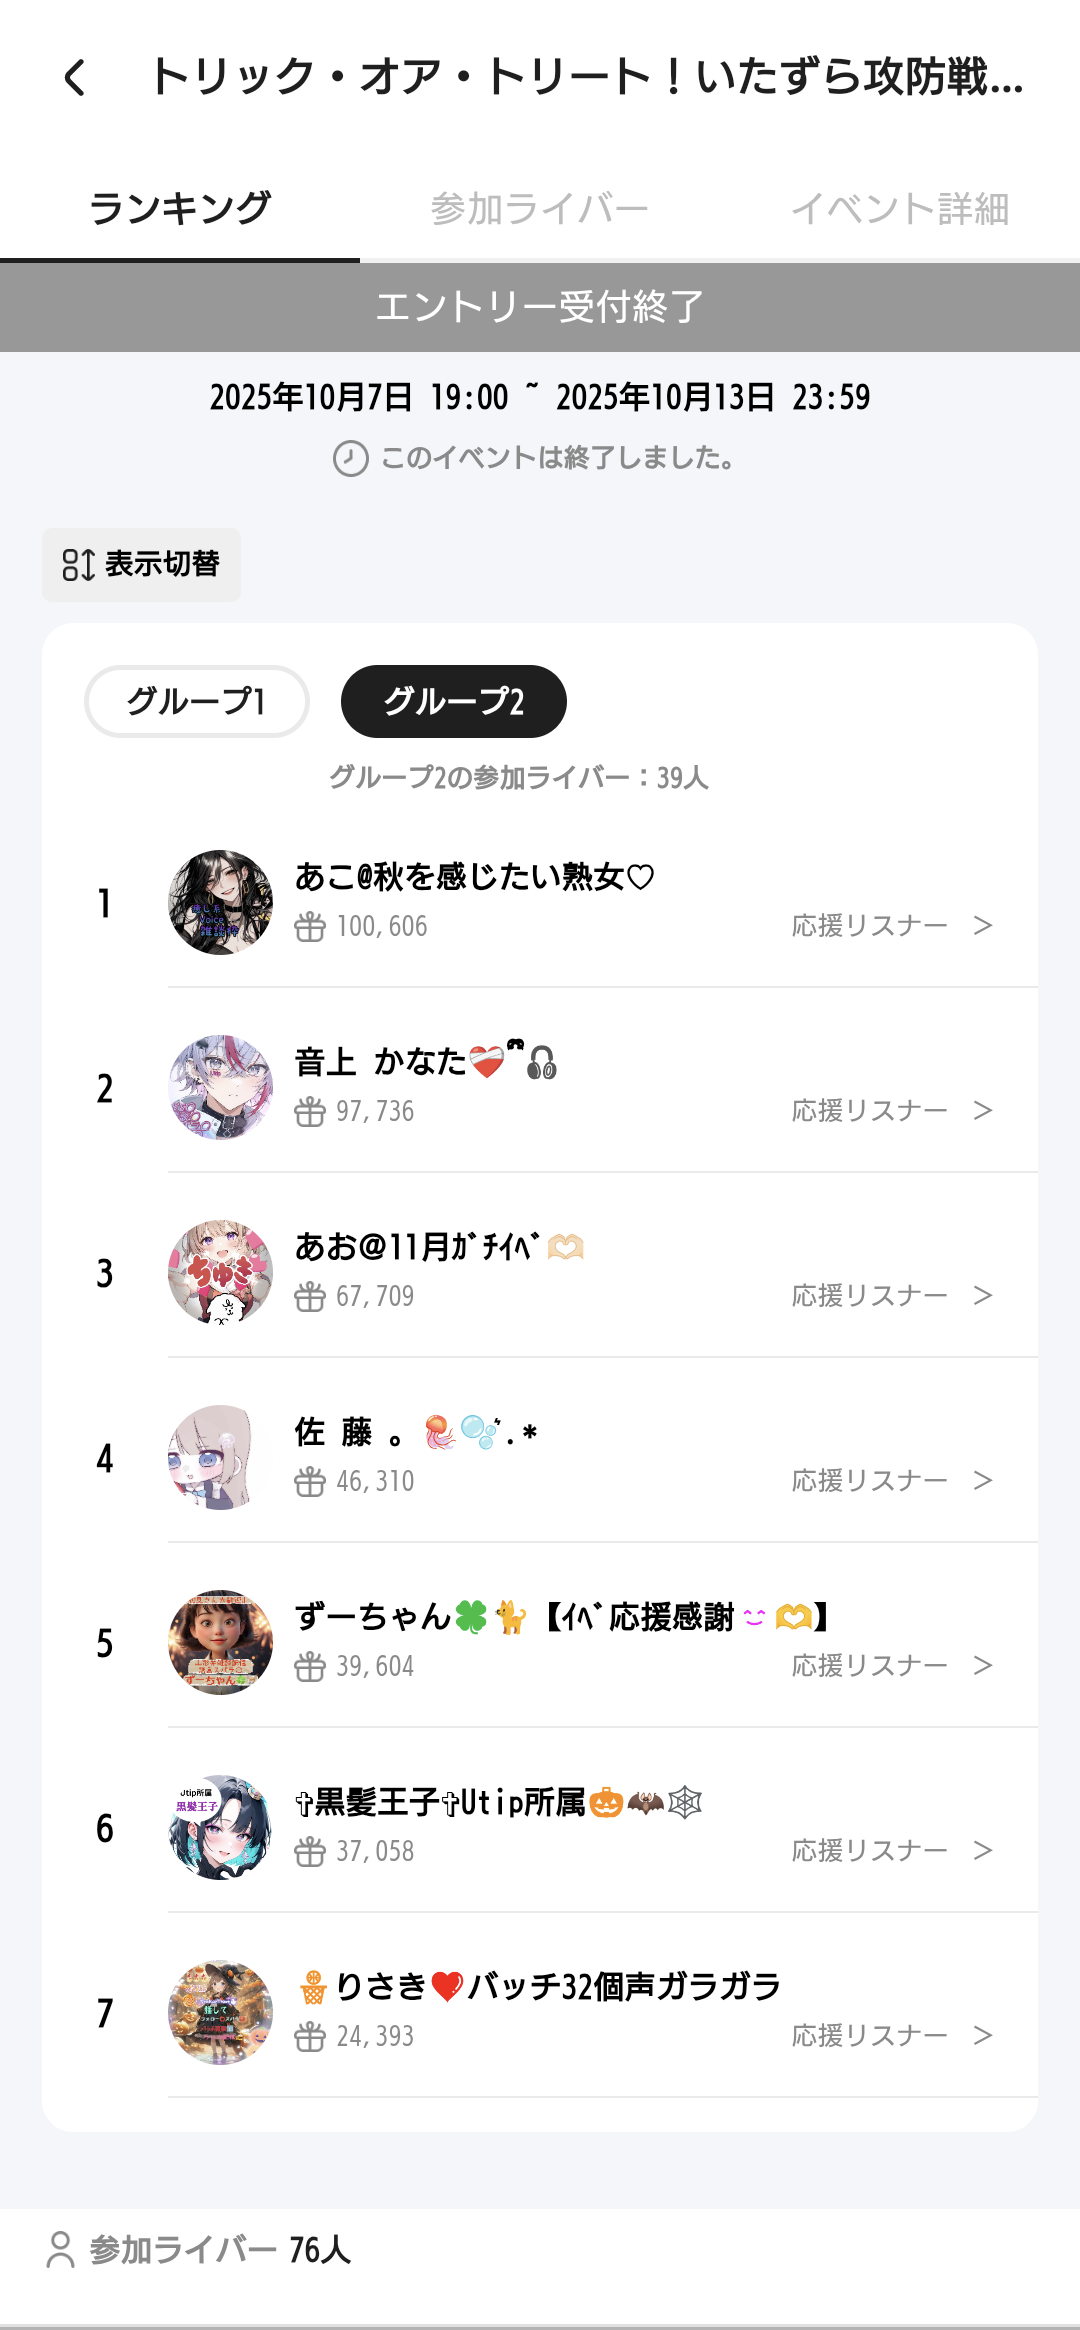 トリック・オア・トリート！いたずら攻防戦...
ランキング
参加ライバー
イベント詳細
エントリー受付終了
2025年10月7日 19:00 ~ 2025年10月13日 23:59
このイベントは終了しました。
表示切替
グループ1
グループ2
グループ2の参加ライバー：39人
1
あこ@秋を感じたい熟女♡
100,606
応援リスナー >
2
音上 かなた❤️‍🩹🎧
97,736
応援リスナー >
3
あお@11月ｶﾞﾁｲﾍﾞ🫶🏻
ちゅき
67,709
応援リスナー >
4
佐 藤 。🪼🫧.*
46,310
応援リスナー >
5
ずーちゃん🍀🐈【ｲﾍﾞ応援感謝🫶】
ずーちゃん
39,604
応援リスナー >
6
✞黒髪王子✞Utip所属🎃🦇🕸
黒髪王子
37,058
応援リスナー >
7
りさき❤️バッチ32個声ガラガラ
24,393
応援リスナー >
参加ライバー 76人